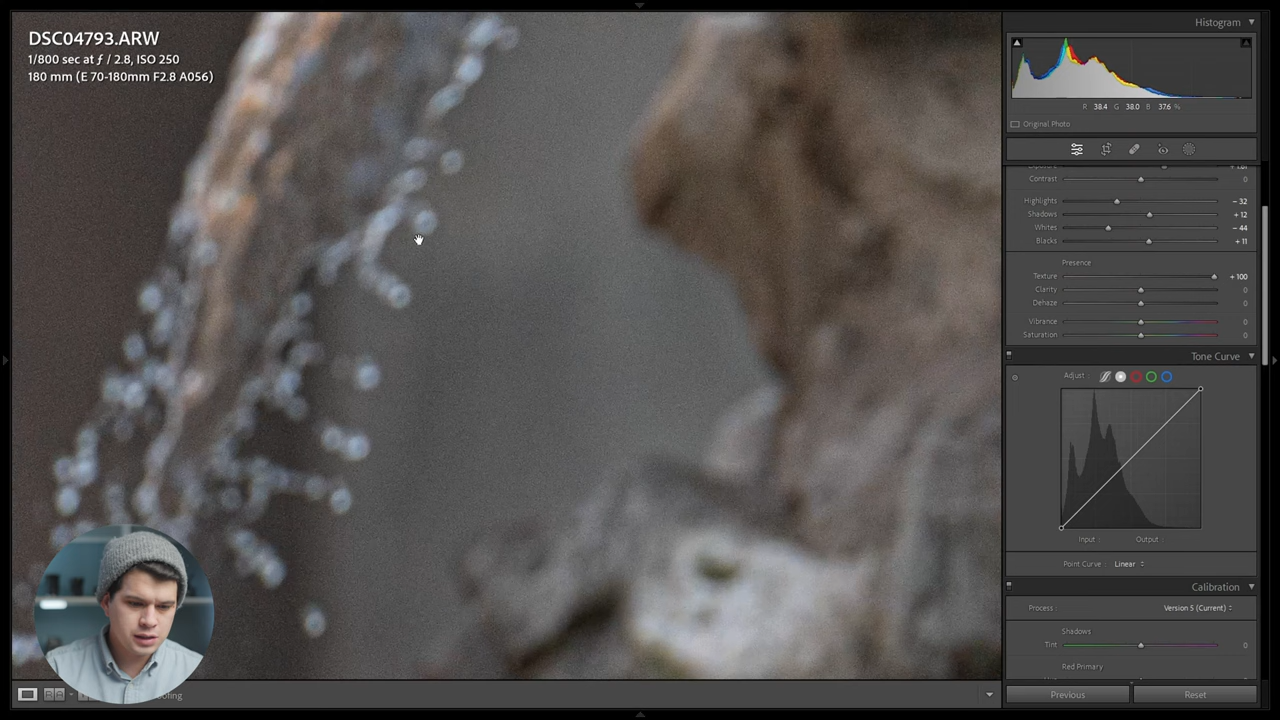 DSC04793.ARW
1/800 sec at ƒ / 2.8, ISO 250
180 mm (E 70-180mm F2.8 A056)
Histogram
R 38.4 G 38.0 B 37.6 %
Original Photo
Contrast 0
Highlights − 32
Shadows + 12
Whites − 44
Blacks + 11
Presence
Texture + 100
Clarity 0
Dehaze 0
Vibrance 0
Saturation 0
Tone Curve
Adjust :
Input : Output :
Point Curve : Linear
Calibration
Process : Version 5 (Current)
Shadows
Tint 0
Red Primary
Previous Reset